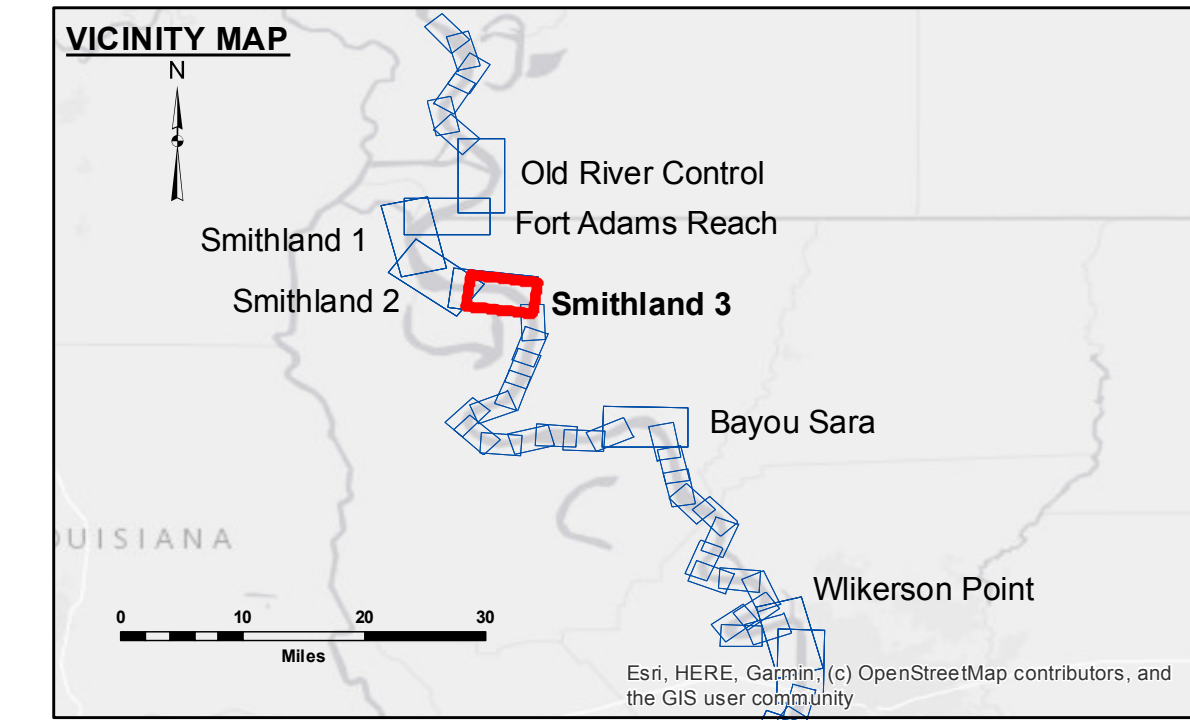 VICINITY MAP
N
Old River Control
Fort Adams Reach
Smithland 1
Smithland 2
Smithland 3
Bayou Sara
OUISIANA
Wlikerson Point
0 10 20 30
Miles
Esri, HERE, Garmin, (c) OpenStreetMap contributors, and
the GIS user community